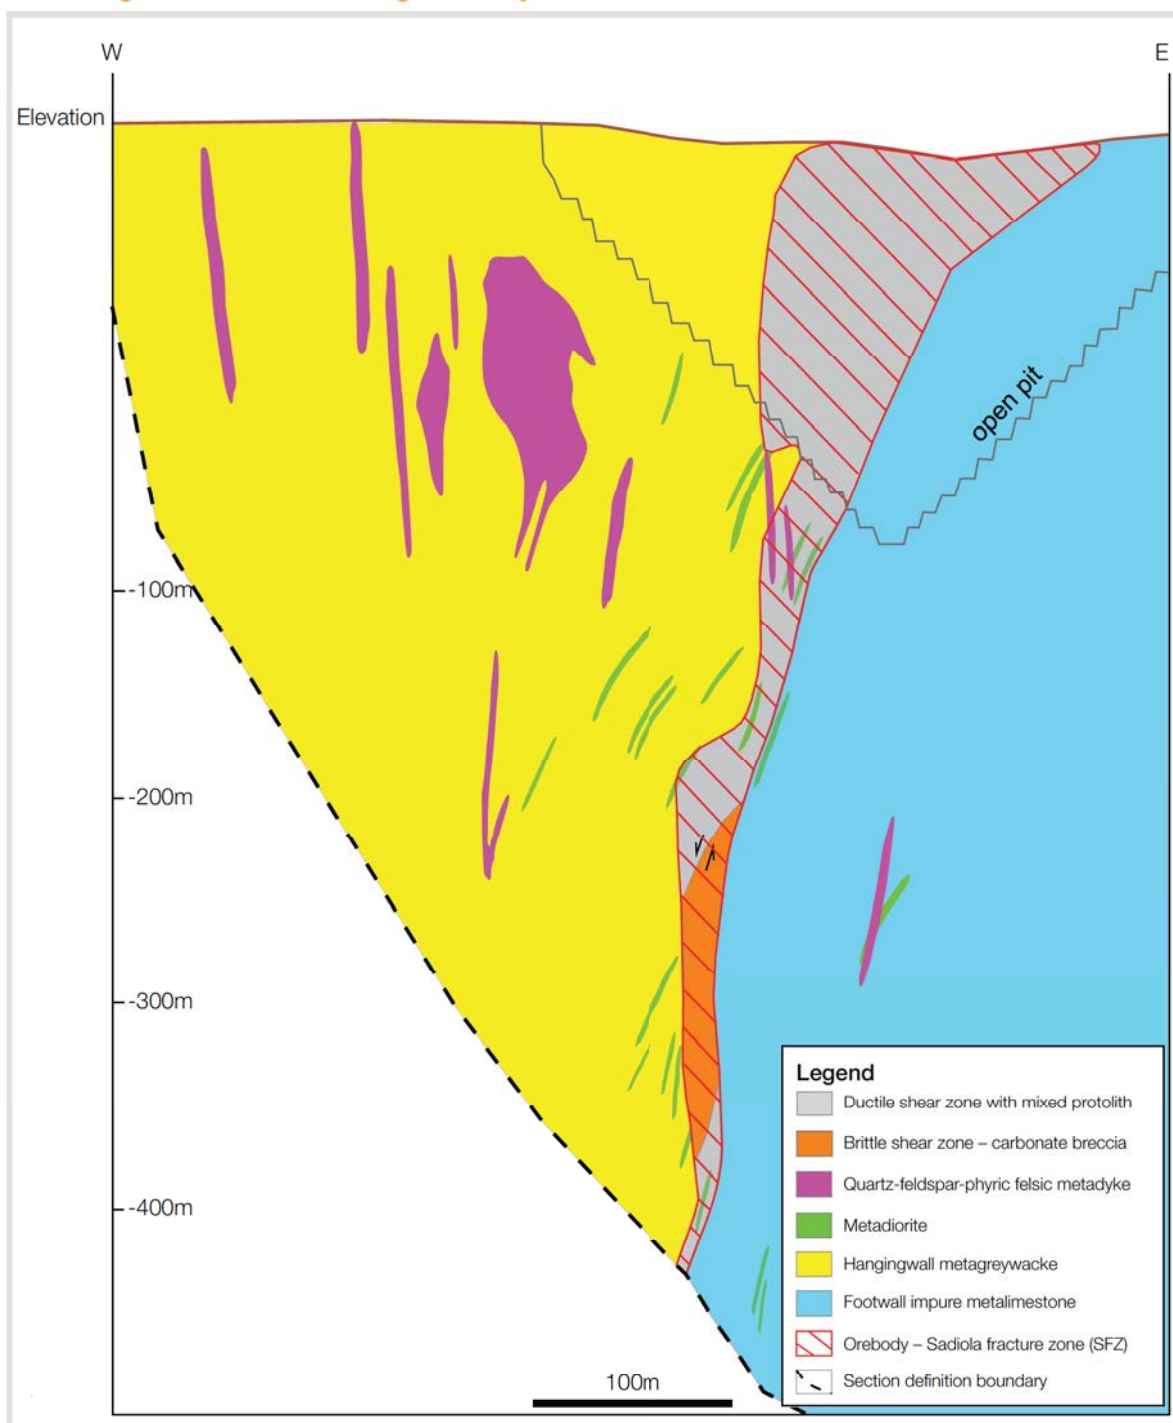 W
E
Elevation
open pit
-100m
-200m
-300m
-400m
100m
Legend
Ductile shear zone with mixed protolith
Brittle shear zone – carbonate breccia
Quartz-feldspar-phyric felsic metadyke
Metadiorite
Hangingwall metagreywacke
Footwall impure metalimestone
Orebody – Sadiola fracture zone (SFZ)
Section definition boundary